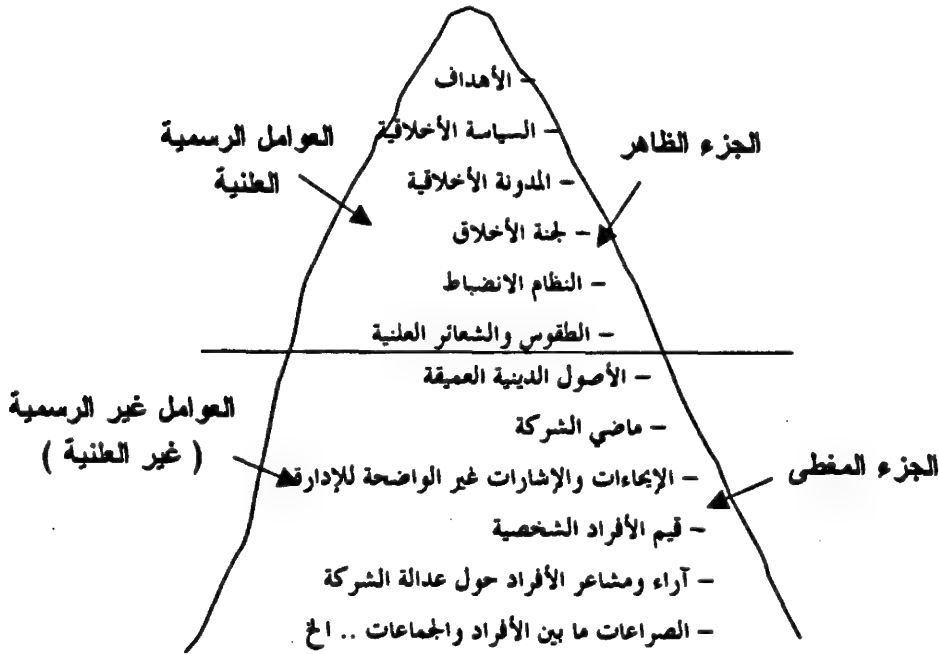 – الأهداف
– السياسة الأخلاقية
العوامل الرسمية
العلنية
الجزء الظاهر
– المدونة الأخلاقية
– لجنة الأخلاق
– النظام الانضباط
– الطقوس والشعائر العلنية
– الأصول الدينية العميقة
العوامل غير الرسمية
( غير العلنية )
– ماضي الشركة
– الإيحاءات والإشارات غير الواضحة للإدارة
الجزء المغطى
– قيم الأفراد الشخصية
– آراء ومشاعر الأفراد حول عدالة الشركة
– الصراعات ما بين الأفراد والجماعات .. الخ